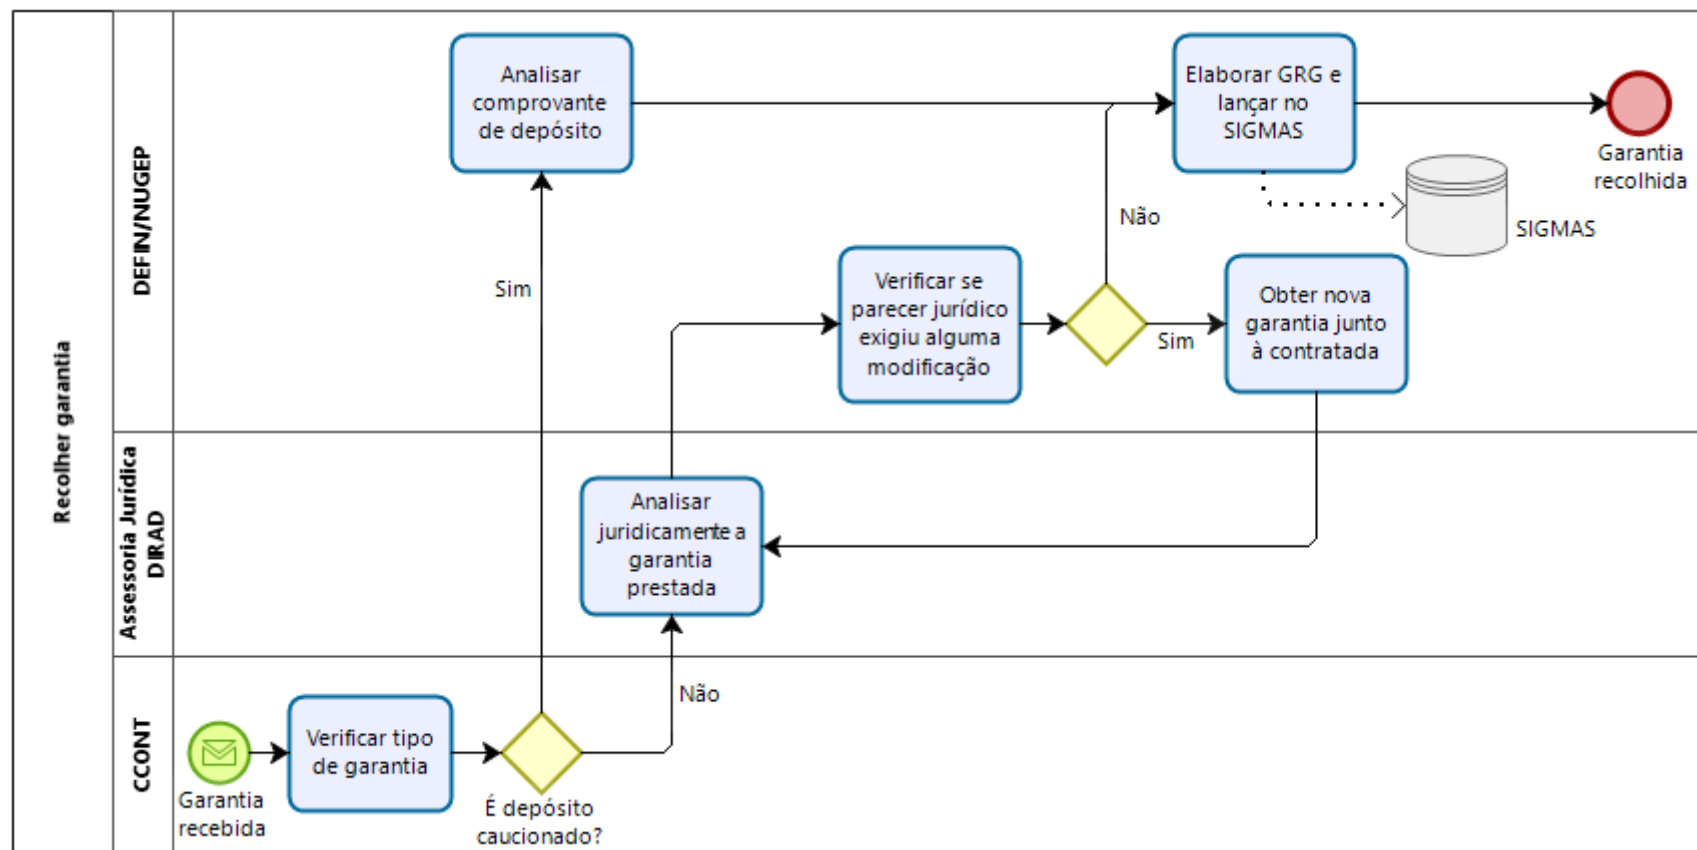 Recolher garantia
DEFIN/NUGEP
Analisar
comprovante
de depósito
Elaborar GRG e
lançar no
SIGMAS
Garantia
recolhida
SIGMAS
Não
Sim
Verificar se
parecer jurídico
exigiu alguma
modificação
Sim
Obter nova
garantia junto
à contratada
Assessoria Jurídica
DIRAD
Analisar
juridicamente a
garantia
prestada
Não
CCONT
Garantia
recebida
Verificar tipo
de garantia
É depósito
caucionado?